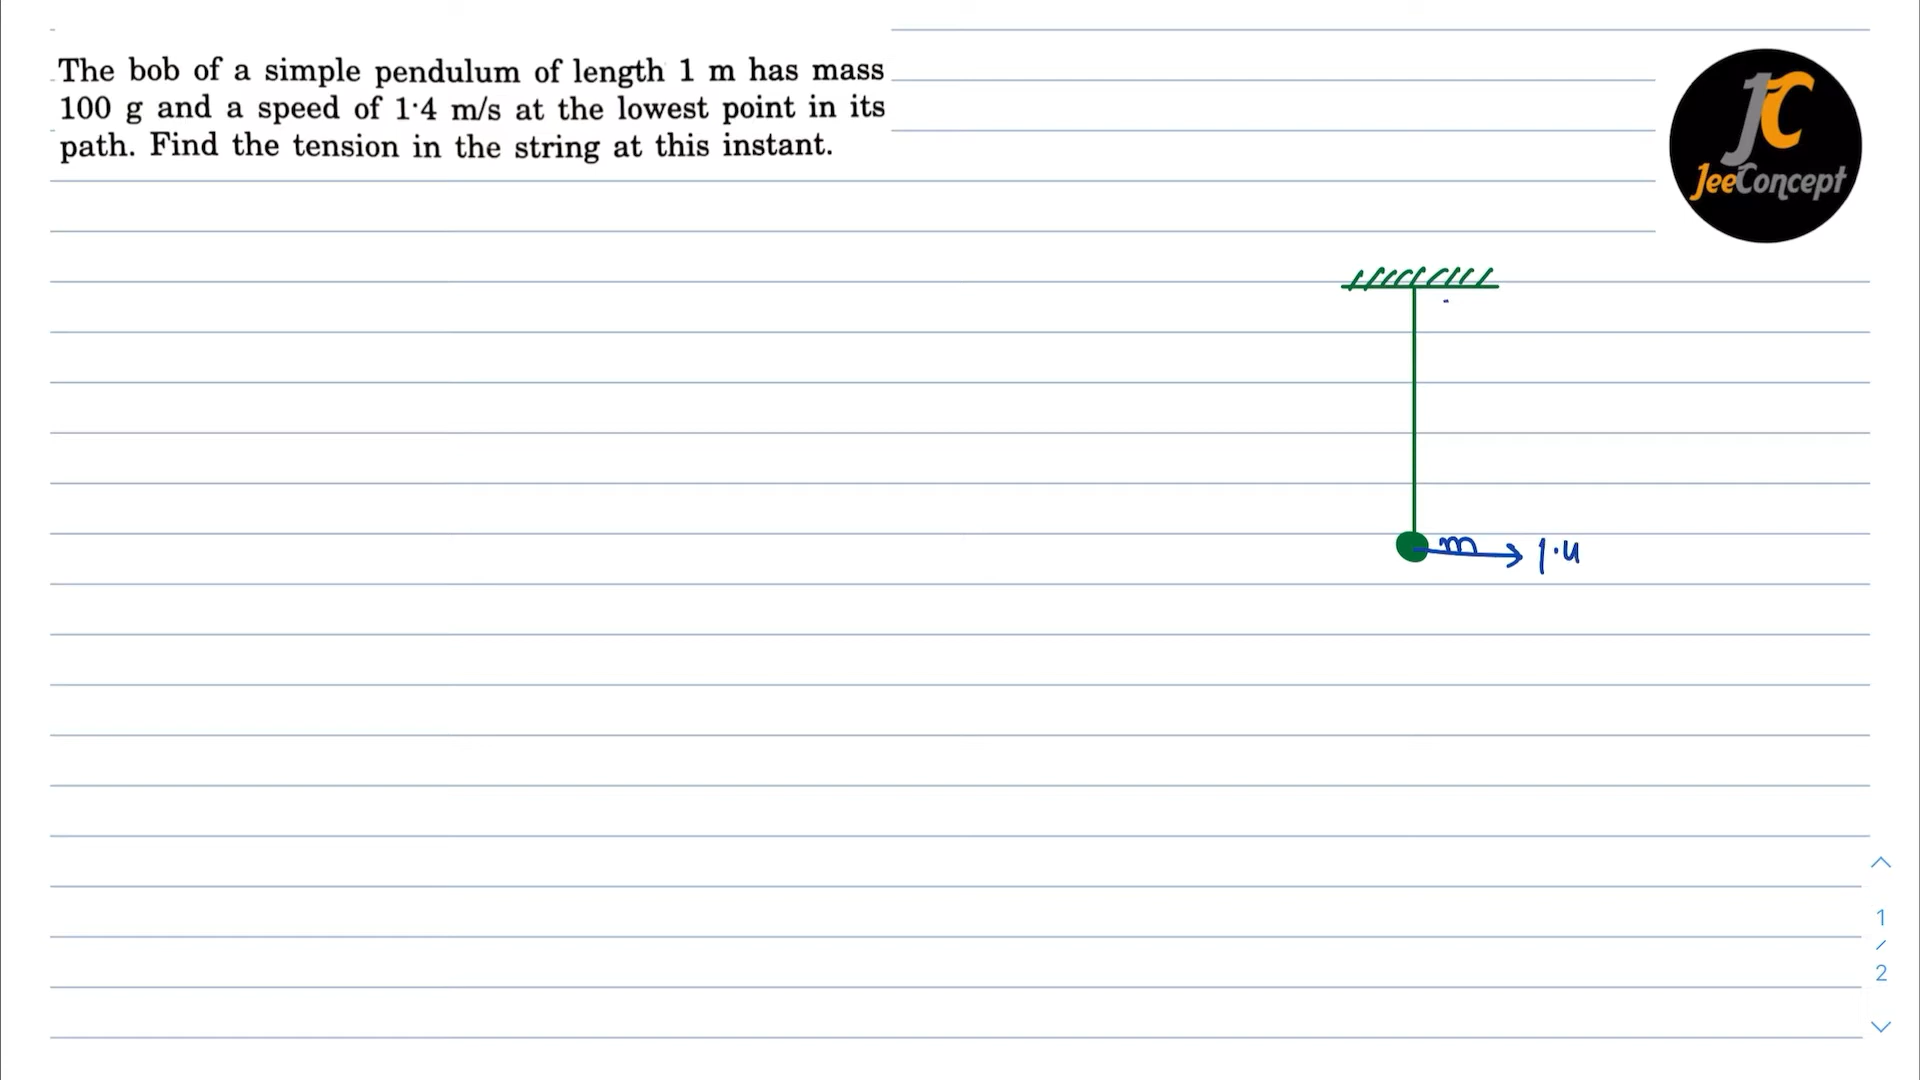 The bob of a simple pendulum of length 1 m has mass
100 g and a speed of 1·4 m/s at the lowest point in its
path. Find the tension in the string at this instant.
JC
JeeConcept
m
1·4
1
/
2